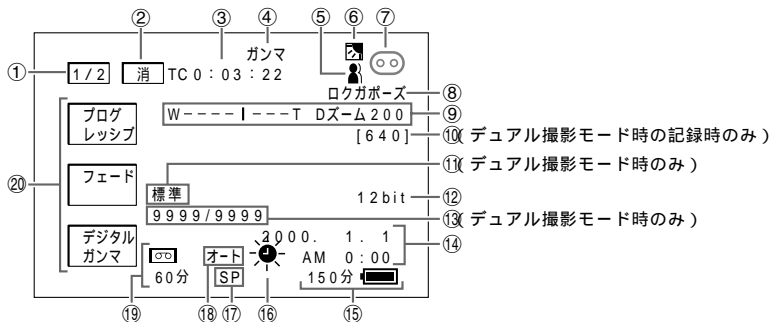 ② ③ ④ ⑤ ⑥ ⑦
ガンマ
① 1/2 消 TC0:03:22
ロクガポーズ ⑧
プログ
レッシブ
W----I---T Dズーム200 ⑨
[640] ⑩(デュアル撮影モード時の記録時のみ)
⑳ フェード
⑪(デュアル撮影モード時のみ)
標準 12bit ⑫
9999/9999 ⑬(デュアル撮影モード時のみ)
デジタル
ガンマ
2000. 1. 1 ⑭
オート AM 0:00
60分 SP 150分
⑲ ⑱ ⑰ ⑯ ⑮